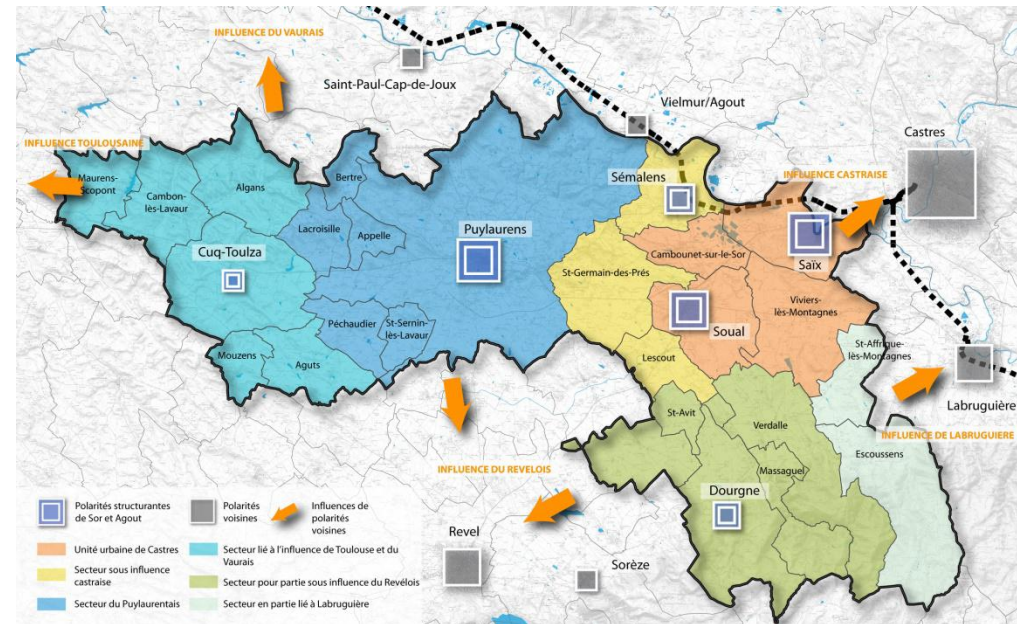 INFLUENCE DU VAURAIS
Saint-Paul-Cap-de-Joux
Vielmur/Agout
Castres
INFLUENCE TOULOUSAINE
Maurens-
Scopont
Cambon-
lès-Lavaur
Algans
Bertre
Lacroisille
Appelle
Sémalens
INFLUENCE CASTRAISE
Puylaurens
Cuq-Toulza
Cambounet-sur-le-Sor
Saïx
St-Germain-des-Prés
Viviers-
lès-Montagnes
Péchaudier
St-Sernin-
lès-Lavaur
Soual
Mouzens
Aguts
Lescout
St-Affrique-
lès-Montagnes
Labruguière
St-Avit
Verdalle
INFLUENCE DE LABRUGUIERE
Escoussens
INFLUENCE DU REVELOIS
Massaguel
Dourgne
Revel
Sorèze
Polarités structurantes
de Sor et Agout
Polarités
voisines
Influences de
polarités
voisines
Unité urbaine de Castres
Secteur lié à l'influence de Toulouse et du
Vaurais
Secteur sous influence
castraise
Secteur pour partie sous influence du Revélois
Secteur du Puylaurentais
Secteur en partie lié à Labruguière